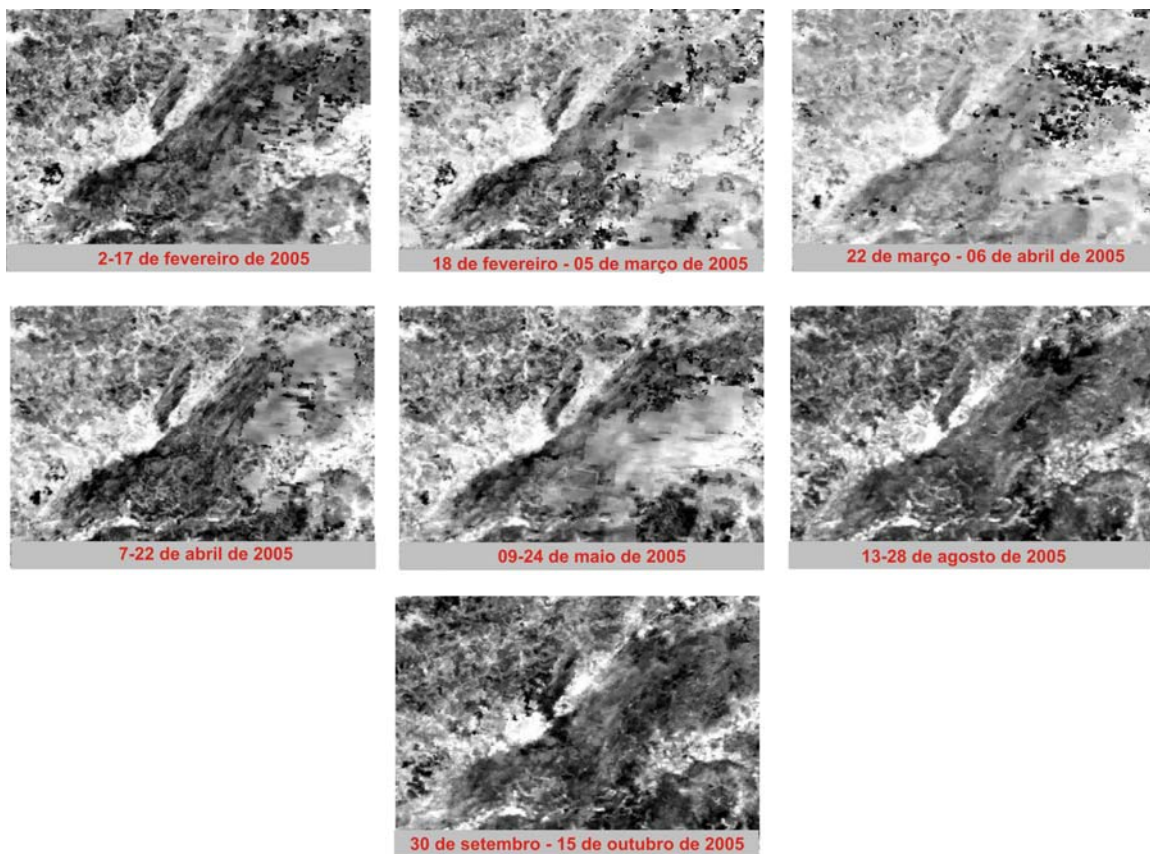 2-17 de fevereiro de 2005
18 de fevereiro - 05 de março de 2005
22 de março - 06 de abril de 2005
7-22 de abril de 2005
09-24 de maio de 2005
13-28 de agosto de 2005
30 de setembro - 15 de outubro de 2005